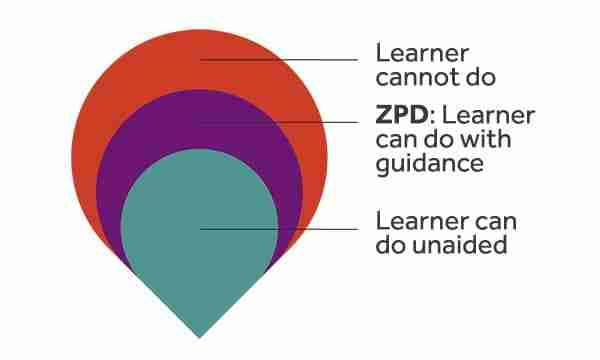 Learner
cannot do
ZPD: Learner
can do with
guidance
Learner can
do unaided